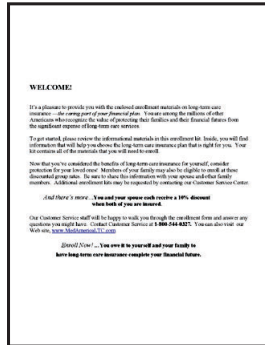 WELCOME!
It's a pleasure to provide you with the enclosed enrollment materials on long-term care
insurance – the caring part of your financial plan. You are among the millions of other
Americans who recognize the value of protecting their families and their financial futures from
the significant expense of long-term care services.
To get started, please review the informational materials in this enrollment kit. Inside, you will find
information that will help you choose the long-term care insurance plan that is right for you. Your
kit contains all of the materials that you will need to enroll.
Now that you've considered the benefits of long-term care insurance for yourself, consider
protection for your loved ones! Members of your family may also be eligible to enroll at these
discounted group rates. Be sure to share this information with your spouse and other family
members. Additional enrollment kits may be requested by contacting our Customer Service Center.
And there's more...You and your spouse each receive a 10% discount
when both of you are insured.
Our Customer Service staff will be happy to walk you through the enrollment form and answer any
questions you might have. Contact Customer Service at 1-800-544-0327. You can also visit our
Web site, www.MedAmericaLTC.com
Enroll Now!...You owe it to yourself and your family to
have long-term care insurance complete your financial future.